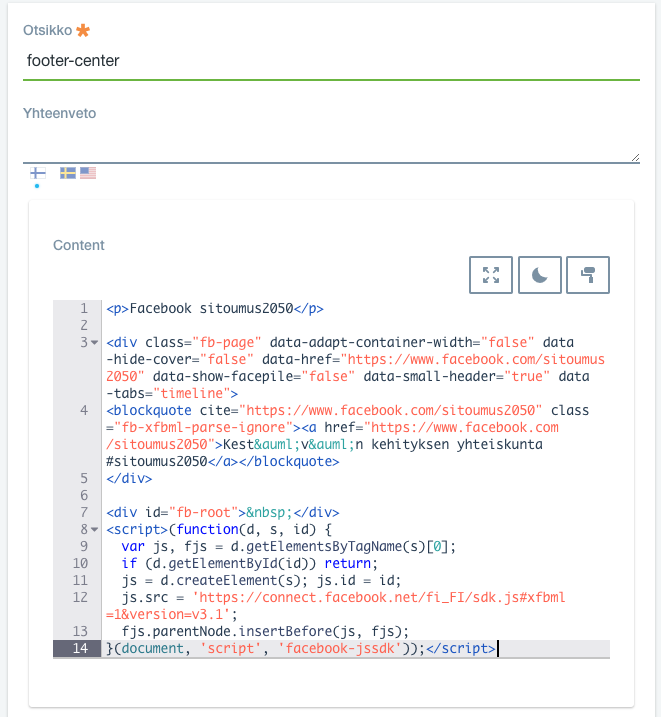 Otsikko
footer-center
Yhteenveto
Content
1 <p>Facebook sitoumus2050</p>
2
3 <div class="fb-page" data-adapt-container-width="false" data
-hide-cover="false" data-href="https://www.facebook.com/sitoumus
2050" data-show-facepile="false" data-small-header="true" data
-tabs="timeline">
4 <blockquote cite="https://www.facebook.com/sitoumus2050" class
="fb-xfbml-parse-ignore"><a href="https://www.facebook.com
/sitoumus2050">Kest&auml;v&auml;n kehityksen yhteiskunta
#sitoumus2050</a></blockquote>
5 </div>
6
7 <div id="fb-root">&nbsp;</div>
8 <script>(function(d, s, id) {
9 var js, fjs = d.getElementsByTagName(s)[0];
10 if (d.getElementById(id)) return;
11 js = d.createElement(s); js.id = id;
12 js.src = 'https://connect.facebook.net/fi_FI/sdk.js#xfbml
=1&version=v3.1';
13 fjs.parentNode.insertBefore(js, fjs);
14 }(document, 'script', 'facebook-jssdk'));</script>